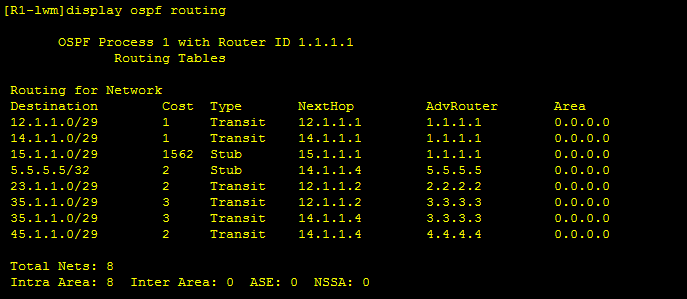 [R1-lwm]display ospf routing
OSPF Process 1 with Router ID 1.1.1.1
Routing Tables
Routing for Network
Destination Cost Type NextHop AdvRouter Area
12.1.1.0/29 1 Transit 12.1.1.1 1.1.1.1 0.0.0.0
14.1.1.0/29 1 Transit 14.1.1.1 1.1.1.1 0.0.0.0
15.1.1.0/29 1562 Stub 15.1.1.1 1.1.1.1 0.0.0.0
5.5.5.5/32 2 Stub 14.1.1.4 5.5.5.5 0.0.0.0
23.1.1.0/29 2 Transit 12.1.1.2 2.2.2.2 0.0.0.0
35.1.1.0/29 3 Transit 12.1.1.2 3.3.3.3 0.0.0.0
35.1.1.0/29 3 Transit 14.1.1.4 3.3.3.3 0.0.0.0
45.1.1.0/29 2 Transit 14.1.1.4 4.4.4.4 0.0.0.0
Total Nets: 8
Intra Area: 8 Inter Area: 0 ASE: 0 NSSA: 0